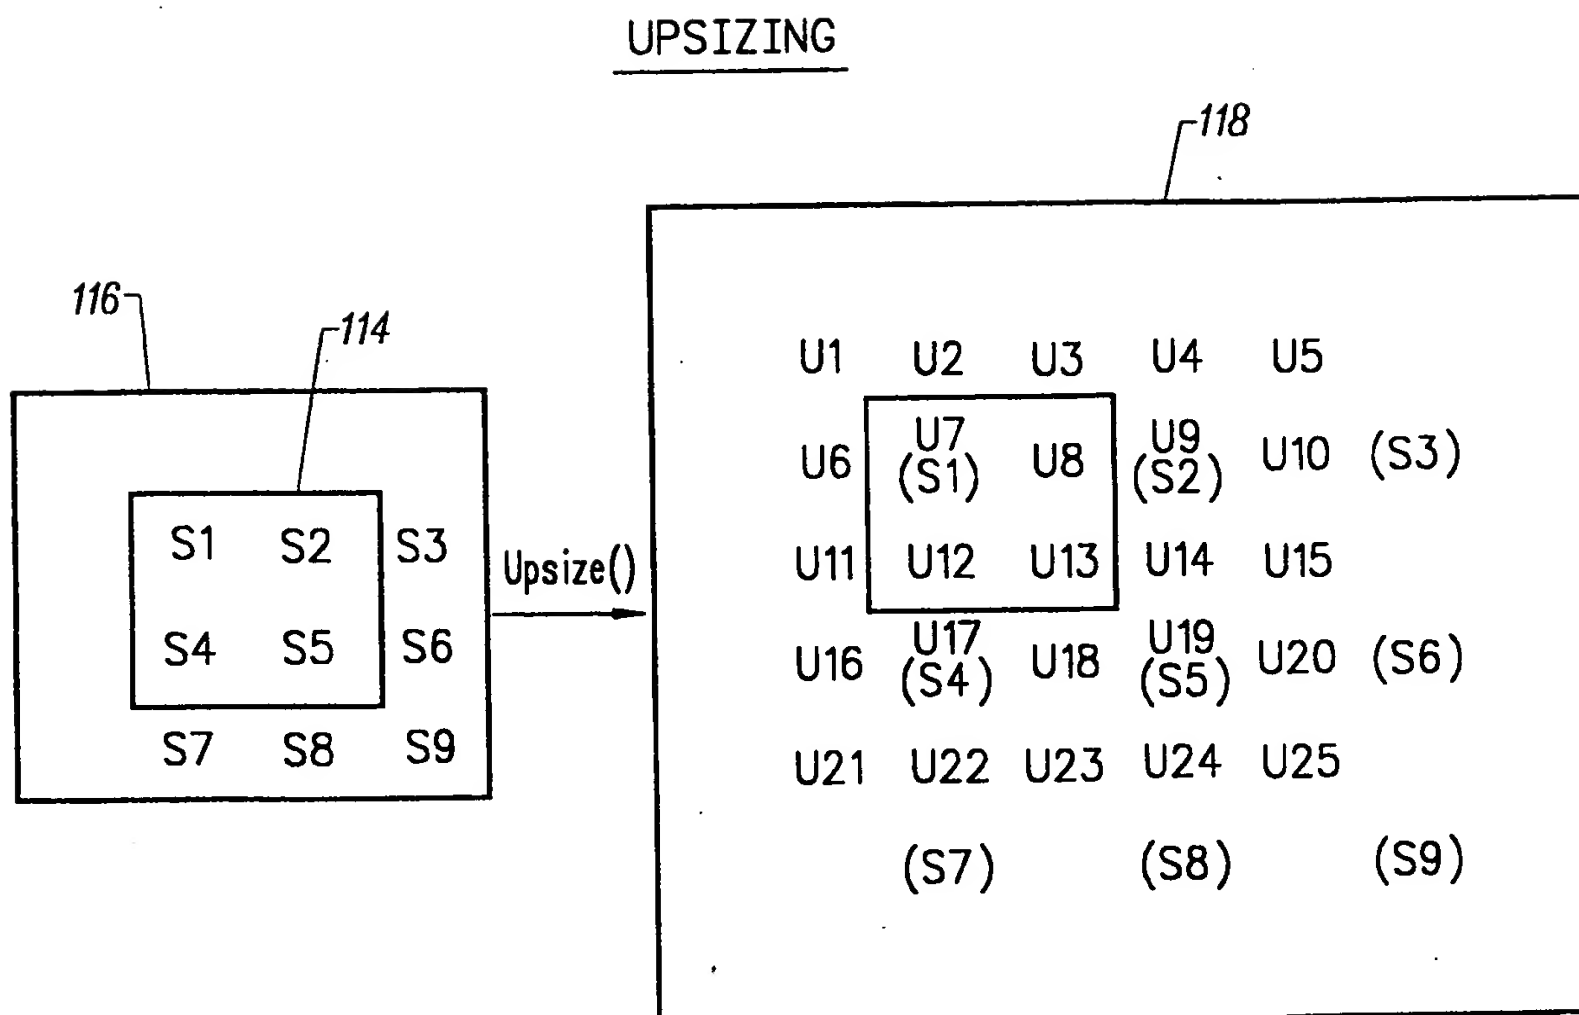 UPSIZING
118
116
114
U1 U2 U3 U4 U5
U6 U7 U8 U9 U10 (S3)
(S1) (S2)
S1 S2 S3
Upsize()
U11 U12 U13 U14 U15
S4 S5 S6
U16 U17 U18 U19 U20 (S6)
(S4) (S5)
S7 S8 S9
U21 U22 U23 U24 U25
(S7) (S8) (S9)